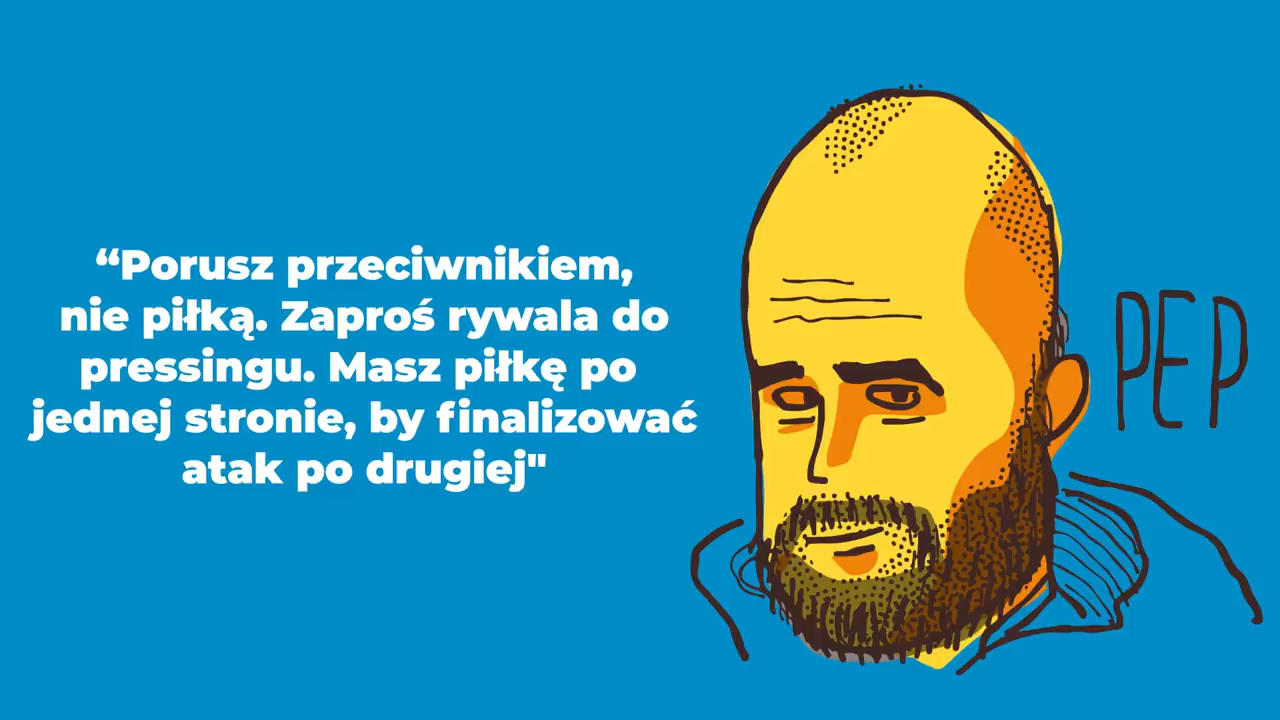 “Porusz przeciwnikiem,
nie piłką. Zaproś rywala do
pressingu. Masz piłkę po
jednej stronie, by finalizować
atak po drugiej"
PEP